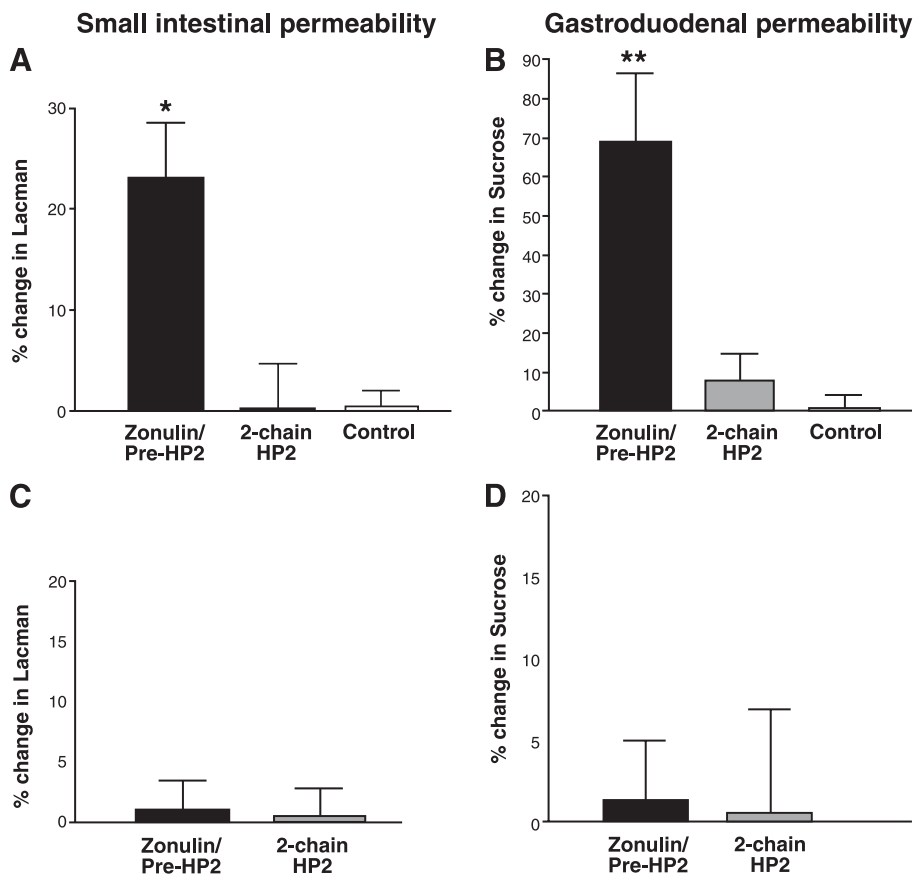 Small intestinal permeability
Gastroduodenal permeability
A
% change in Lacman
30
20
10
0
*
Zonulin/
Pre-HP2
2-chain
HP2
Control
B
% change in Sucrose
90
80
70
60
50
40
30
20
10
0
**
Zonulin/
Pre-HP2
2-chain
HP2
Control
C
% change in Lacman
20
15
10
5
0
Zonulin/
Pre-HP2
2-chain
HP2
D
% change in Sucrose
20
15
10
5
0
Zonulin/
Pre-HP2
2-chain
HP2